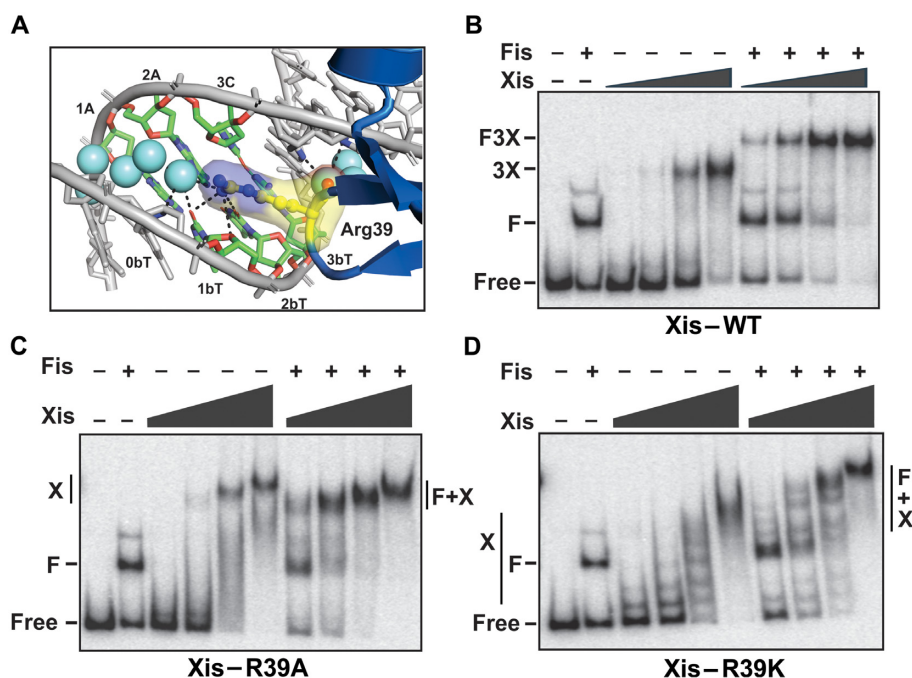 A
1A
2A
3C
0bT
1bT
2bT
3bT
Arg39
B
Fis – + – – – – + + + +
Xis – –
F3X
3X
F
Free
Xis–WT
C
Fis – + – – – – + + + +
Xis – –
X
F
Free
F+X
Xis–R39A
D
Fis – + – – – – + + + +
Xis – –
X
F
Free
F
+
X
Xis–R39K